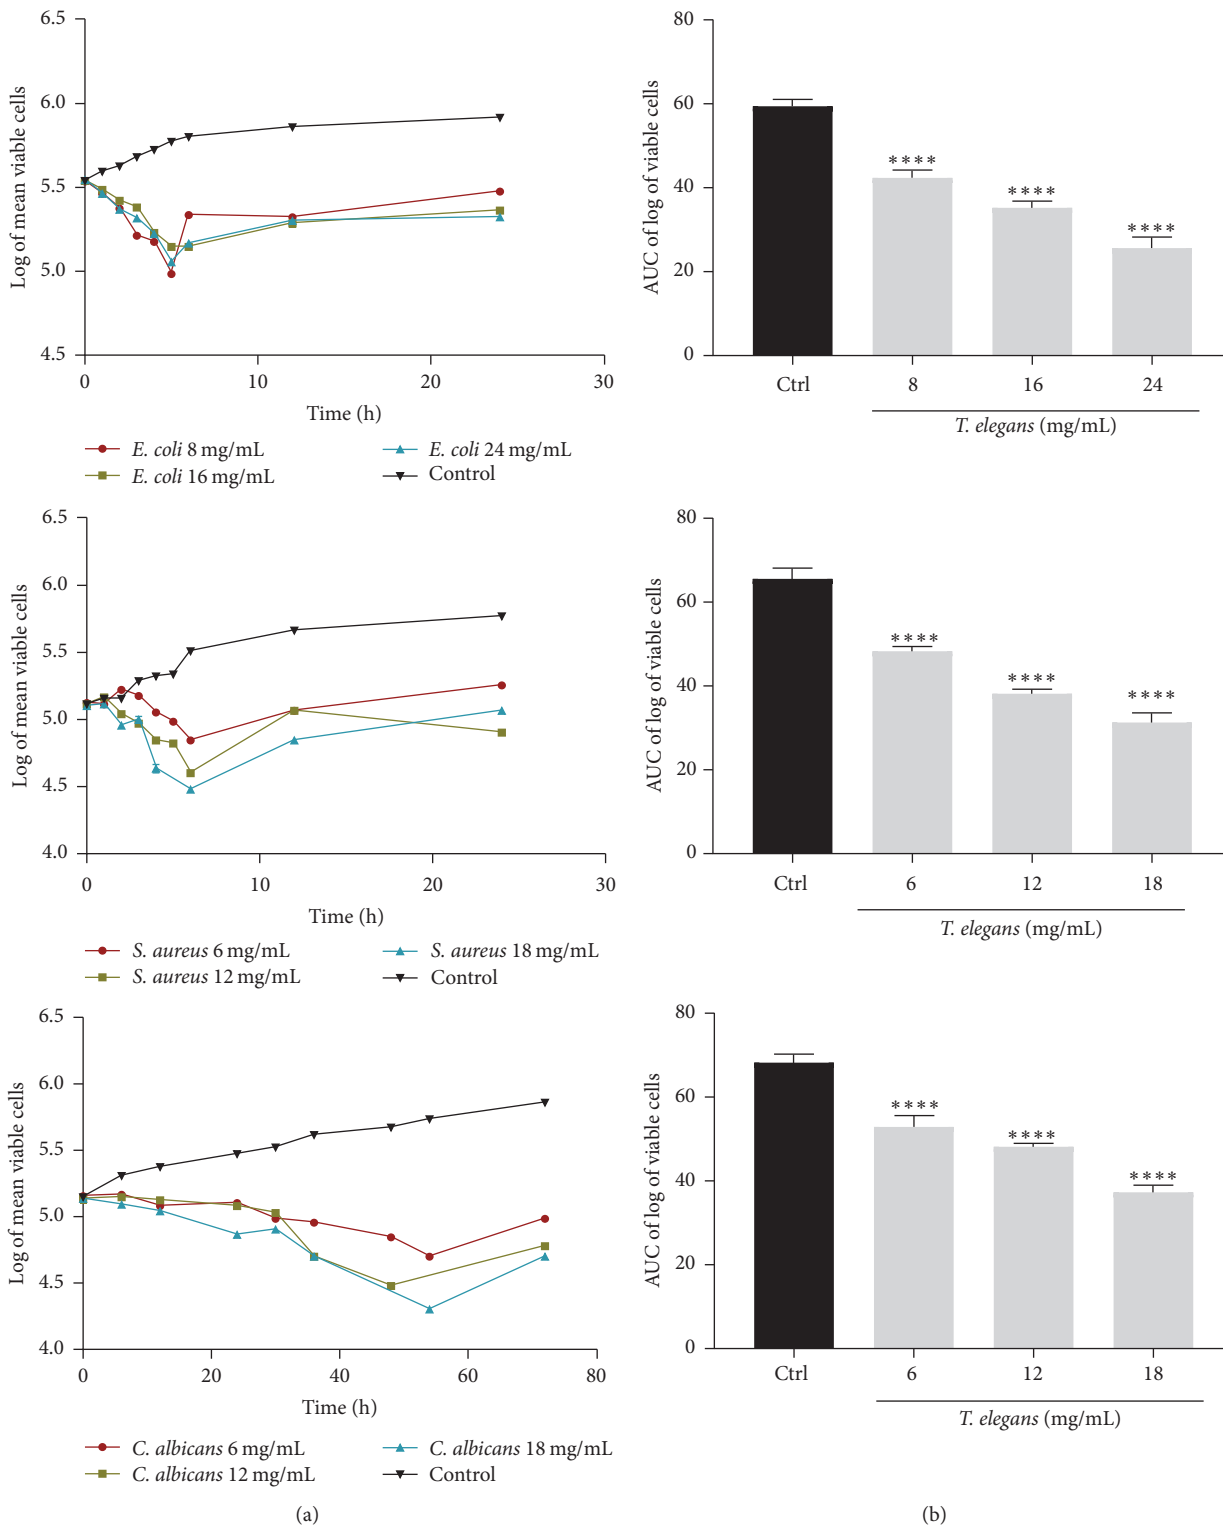 6.5
6.0
5.5
5.0
4.5
Log of mean viable cells
0 10 20 30
Time (h)
E. coli 8 mg/mL
E. coli 16 mg/mL
E. coli 24 mg/mL
Control
80
60
40
20
0
AUC of log of viable cells
****
****
****
Ctrl 8 16 24
T. elegans (mg/mL)
6.5
6.0
5.5
5.0
4.5
4.0
Log of mean viable cells
0 10 20 30
Time (h)
S. aureus 6 mg/mL
S. aureus 12 mg/mL
S. aureus 18 mg/mL
Control
80
60
40
20
0
AUC of log of viable cells
****
****
****
Ctrl 6 12 18
T. elegans (mg/mL)
6.5
6.0
5.5
5.0
4.5
4.0
Log of mean viable cells
0 20 40 60 80
Time (h)
C. albicans 6 mg/mL
C. albicans 12 mg/mL
C. albicans 18 mg/mL
Control
(a)
80
60
40
20
0
AUC of log of viable cells
****
****
****
Ctrl 6 12 18
T. elegans (mg/mL)
(b)